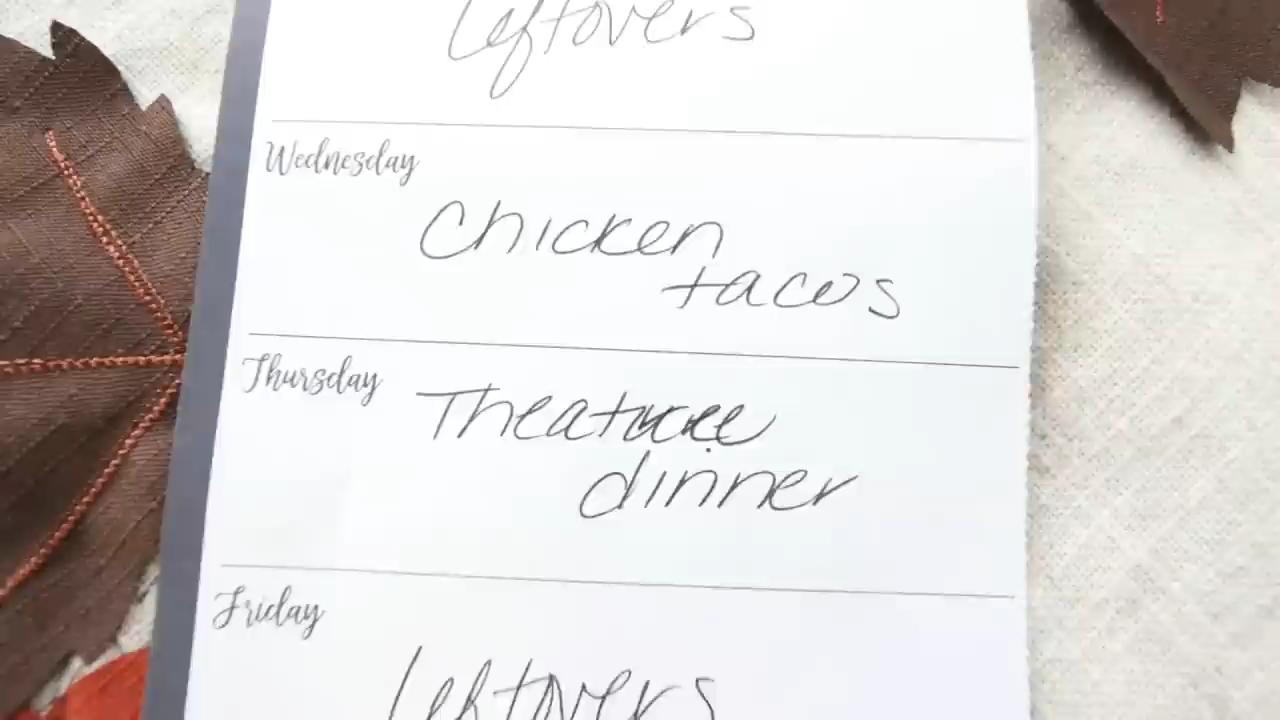 Leftovers
Wednesday
Chicken
tacos
Thursday
Theatre
dinner
Friday
Leftovers